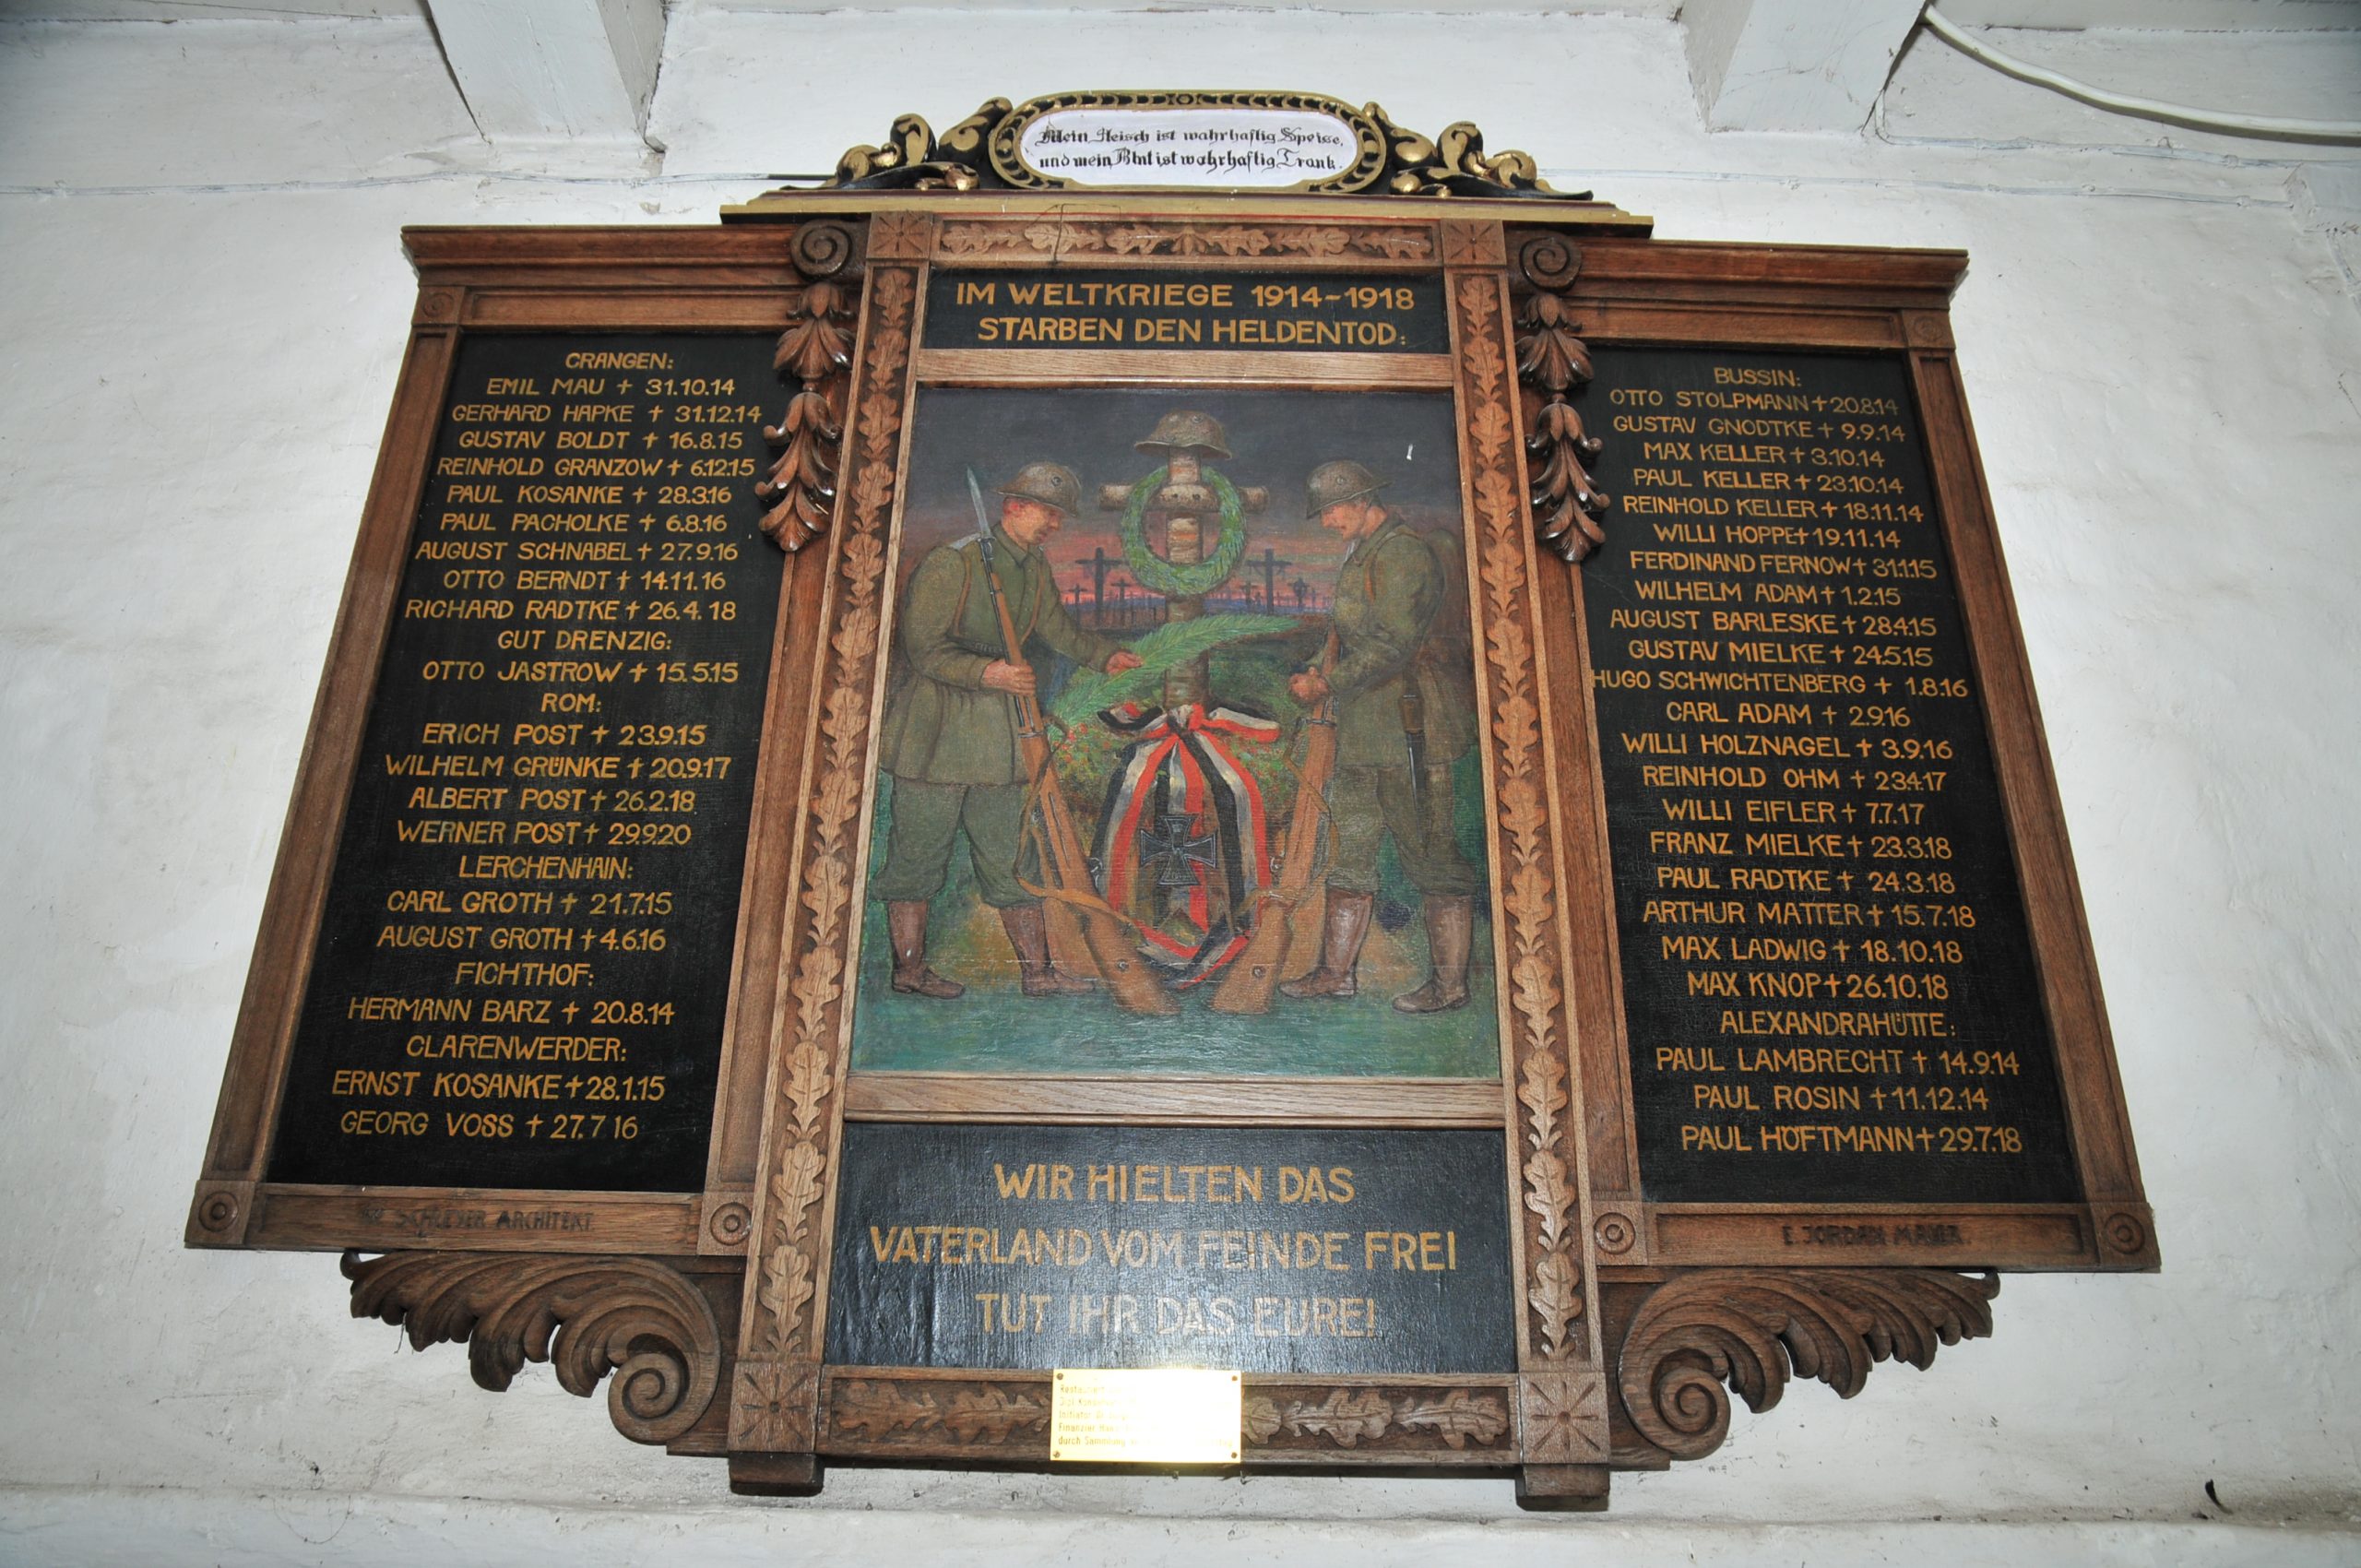 Mein Fleisch ist wahrhaftig Speise,
und mein Blut ist wahrhaftig Trank.
IM WELTKRIEGE 1914-1918
STARBEN DEN HELDENTOD:
CRANGEN:
EMIL MAU † 31.10.14
GERHARD HAPKE † 31.12.14
GUSTAV BOLDT † 16.8.15
REINHOLD GRANZOW † 6.12.15
PAUL KOSANKE † 28.3.16
PAUL PACHOLKE † 6.8.16
AUGUST SCHNABEL † 27.9.16
OTTO BERNDT † 14.11.16
RICHARD RADTKE † 26.4.18
GUT DRENZIG:
OTTO JASTROW † 15.5.15
ROM:
ERICH POST † 23.9.15
WILHELM GRÜNKE † 20.9.17
ALBERT POST † 26.2.18
WERNER POST † 29.9.20
LERCHENHAIN:
CARL GROTH † 21.7.15
AUGUST GROTH † 4.6.16
FICHTHOF:
HERMANN BARZ † 20.8.14
CLARENWERDER:
ERNST KOSANKE † 28.1.15
GEORG VOSS † 27.7.16
SCHLEYER ARCHITEKT.
WIR HIELTEN DAS
VATERLAND VOM FEINDE FREI
TUT IHR DAS EURE!
Restauriert
Finanziert
durch Sammlung
BUSSIN:
OTTO STOLPMANN † 20.8.14
GUSTAV GNODTKE † 9.9.14
MAX KELLER † 3.10.14
PAUL KELLER † 23.10.14
REINHOLD KELLER † 18.11.14
WILLI HOPPE † 19.11.14
FERDINAND FERNOW † 31.1.15
WILHELM ADAM † 1.2.15
AUGUST BARLESKE † 28.4.15
GUSTAV MIELKE † 24.5.15
HUGO SCHWICHTENBERG † 1.8.16
CARL ADAM † 2.9.16
WILLI HOLZNAGEL † 3.9.16
REINHOLD OHM † 23.4.17
WILLI EIFLER † 7.7.17
FRANZ MIELKE † 23.3.18
PAUL RADTKE † 24.3.18
ARTHUR MATTER † 15.7.18
MAX LADWIG † 18.10.18
MAX KNOP † 26.10.18
ALEXANDRAHÜTTE:
PAUL LAMBRECHT † 14.9.14
PAUL ROSIN † 11.12.14
PAUL HÖFTMANN † 29.7.18
E. JORDAN MALER.